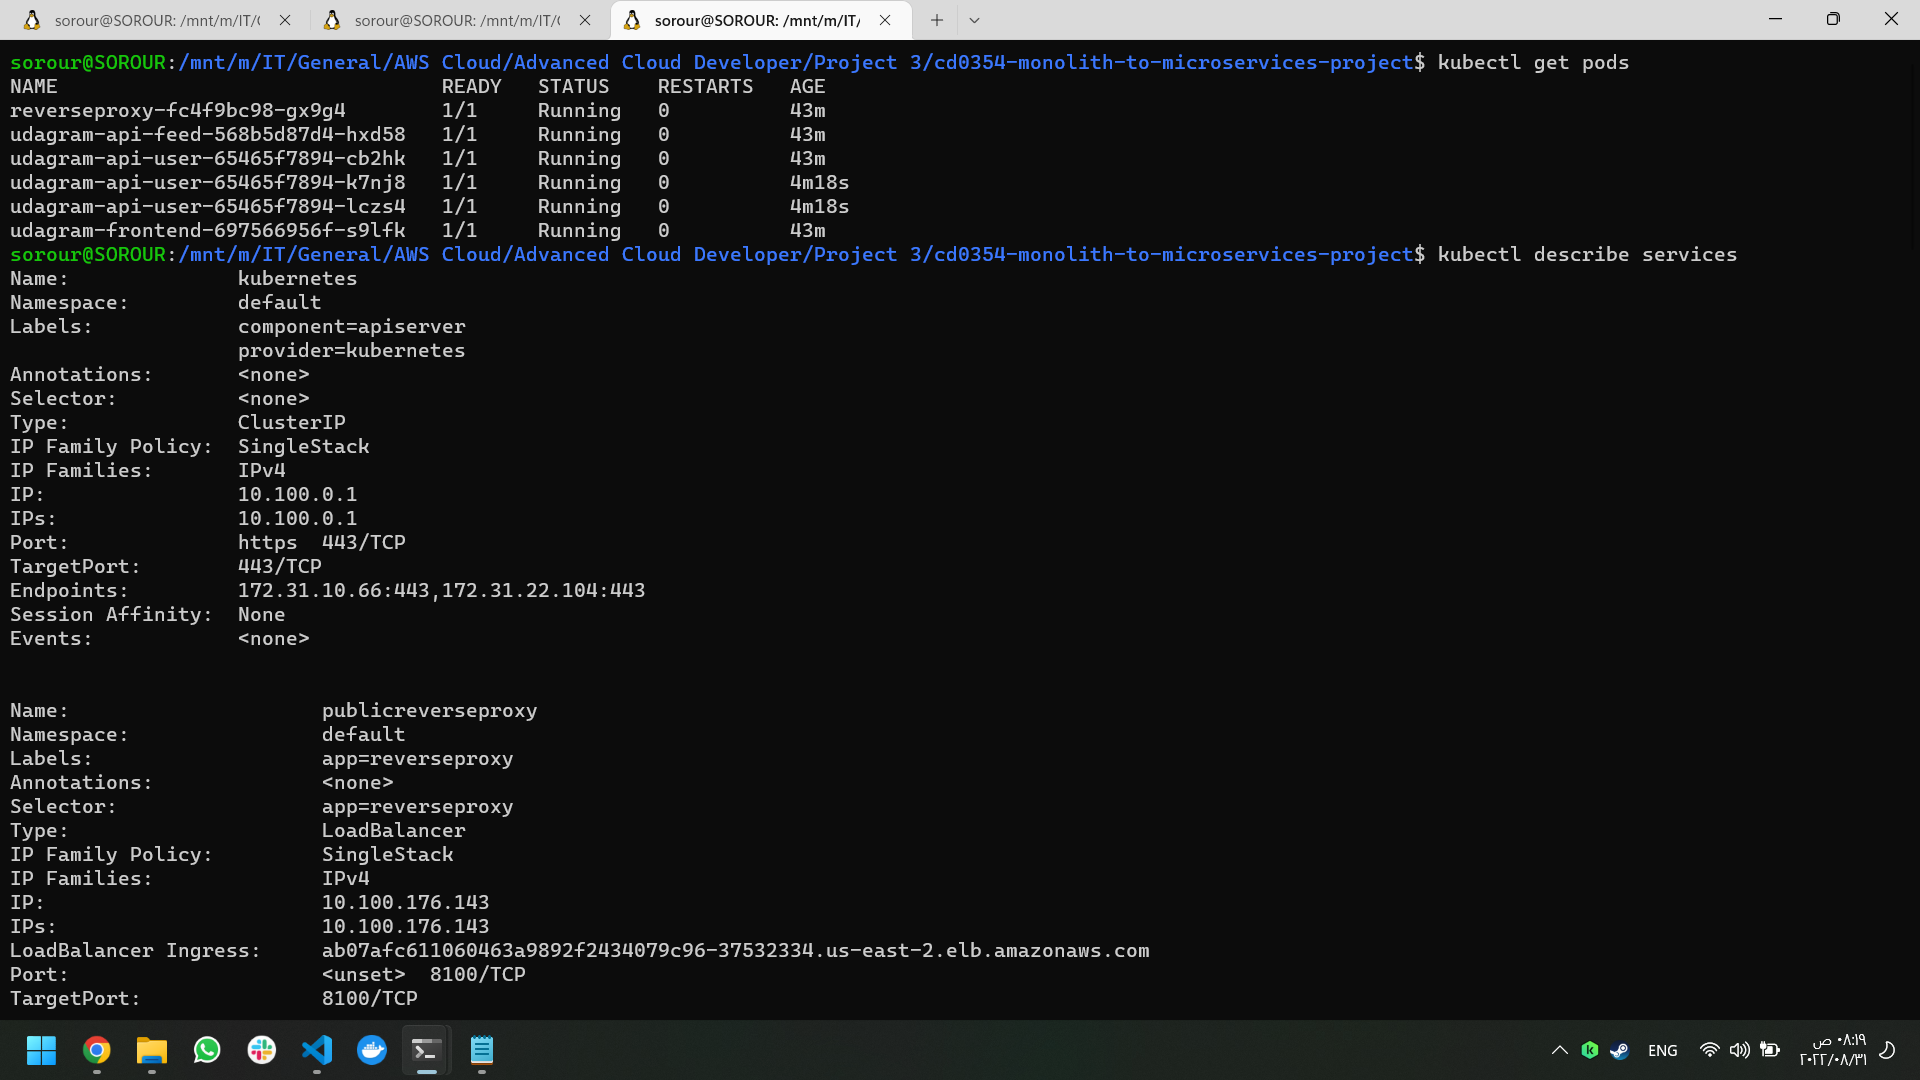 sorour@SOROUR: /mnt/m/IT/
sorour@SOROUR: /mnt/m/IT/
sorour@SOROUR: /mnt/m/IT/
sorour@SOROUR:/mnt/m/IT/General/AWS Cloud/Advanced Cloud Developer/Project 3/cd0354-monolith-to-microservices-project$ kubectl get pods
NAME READY STATUS RESTARTS AGE
reverseproxy-fc4f9bc98-gx9g4 1/1 Running 0 43m
udagram-api-feed-568b5d87d4-hxd58 1/1 Running 0 43m
udagram-api-user-65465f7894-cb2hk 1/1 Running 0 43m
udagram-api-user-65465f7894-k7nj8 1/1 Running 0 4m18s
udagram-api-user-65465f7894-lczs4 1/1 Running 0 4m18s
udagram-frontend-697566956f-s9lfk 1/1 Running 0 43m
sorour@SOROUR:/mnt/m/IT/General/AWS Cloud/Advanced Cloud Developer/Project 3/cd0354-monolith-to-microservices-project$ kubectl describe services
Name: kubernetes
Namespace: default
Labels: component=apiserver
provider=kubernetes
Annotations: <none>
Selector: <none>
Type: ClusterIP
IP Family Policy: SingleStack
IP Families: IPv4
IP: 10.100.0.1
IPs: 10.100.0.1
Port: https 443/TCP
TargetPort: 443/TCP
Endpoints: 172.31.10.66:443,172.31.22.104:443
Session Affinity: None
Events: <none>
Name: publicreverseproxy
Namespace: default
Labels: app=reverseproxy
Annotations: <none>
Selector: app=reverseproxy
Type: LoadBalancer
IP Family Policy: SingleStack
IP Families: IPv4
IP: 10.100.176.143
IPs: 10.100.176.143
LoadBalancer Ingress: ab07afc611060463a9892f2434079c96-37532334.us-east-2.elb.amazonaws.com
Port: <unset> 8100/TCP
TargetPort: 8100/TCP
ENG
٠٨:١٩ ص
٢٠٢٢/٠٨/٣١